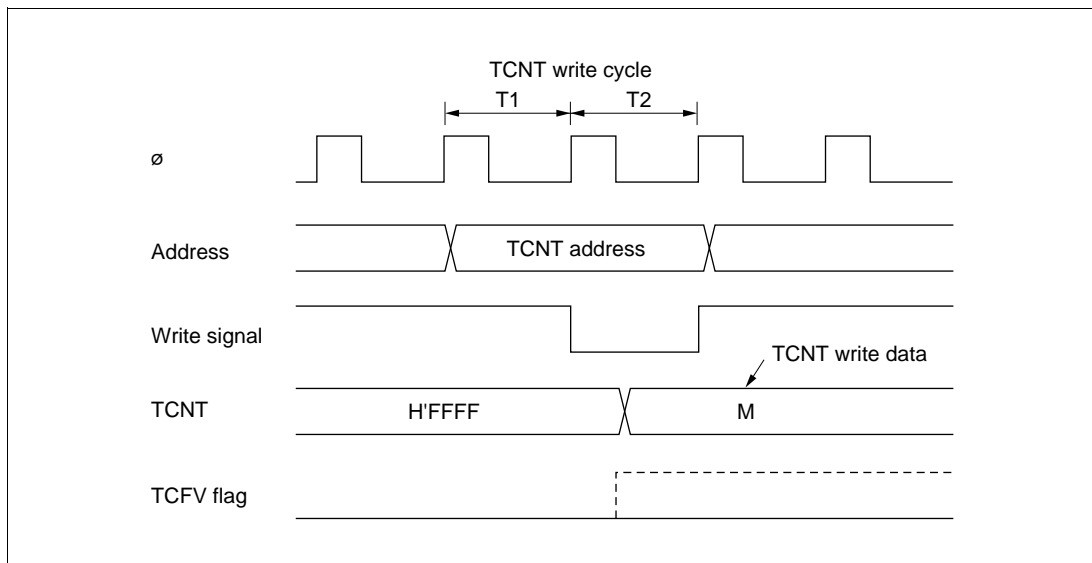 TCNT write cycle
T1 T2
ø
Address TCNT address
Write signal
TCNT write data
TCNT H'FFFF M
TCFV flag